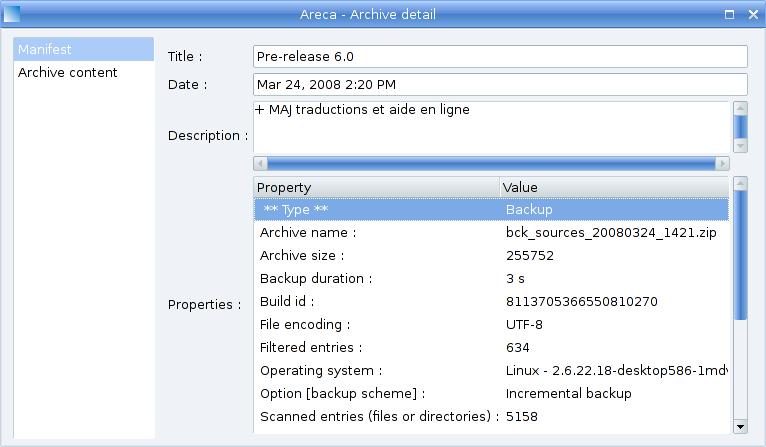 Areca - Archive detail
Manifest
Archive content
Title : Pre-release 6.0
Date : Mar 24, 2008 2:20 PM
Description : + MAJ traductions et aide en ligne
Properties :
Property Value
** Type ** Backup
Archive name : bck_sources_20080324_1421.zip
Archive size : 255752
Backup duration : 3 s
Build id : 8113705366550810270
File encoding : UTF-8
Filtered entries : 634
Operating system : Linux - 2.6.22.18-desktop586-1mdv
Option [backup scheme] : Incremental backup
Scanned entries (files or directories) : 5158